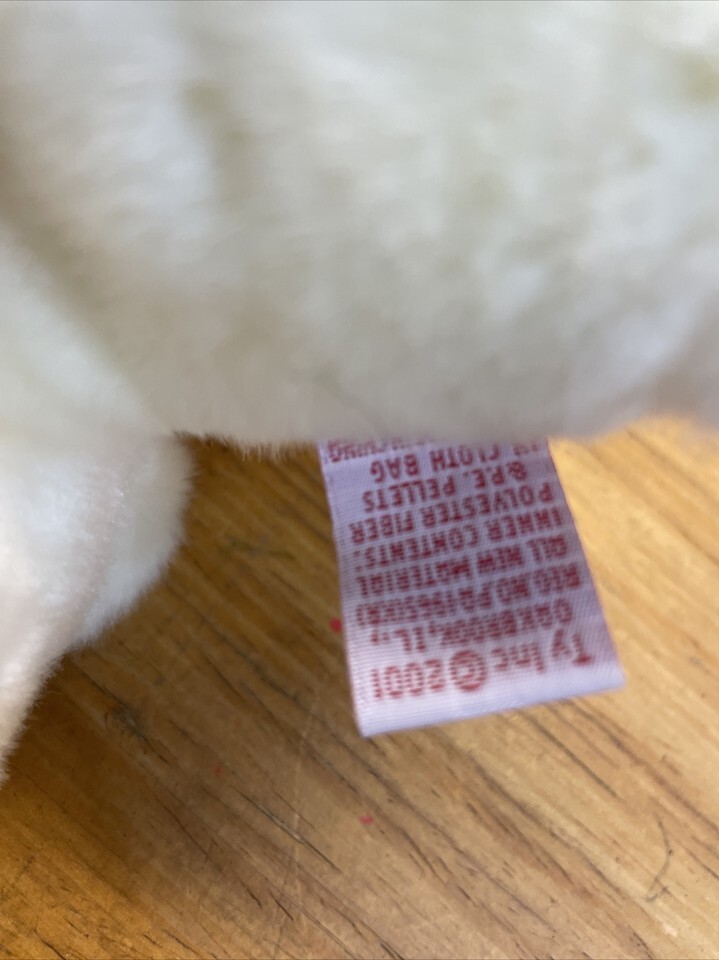 Ty Inc © 2001
OAKBROOK, IL.,
ALL NEW MATERIAL
INNER CONTENTS:
POLYESTER FIBER
& P.E. PELLETS
CLOTH BAG